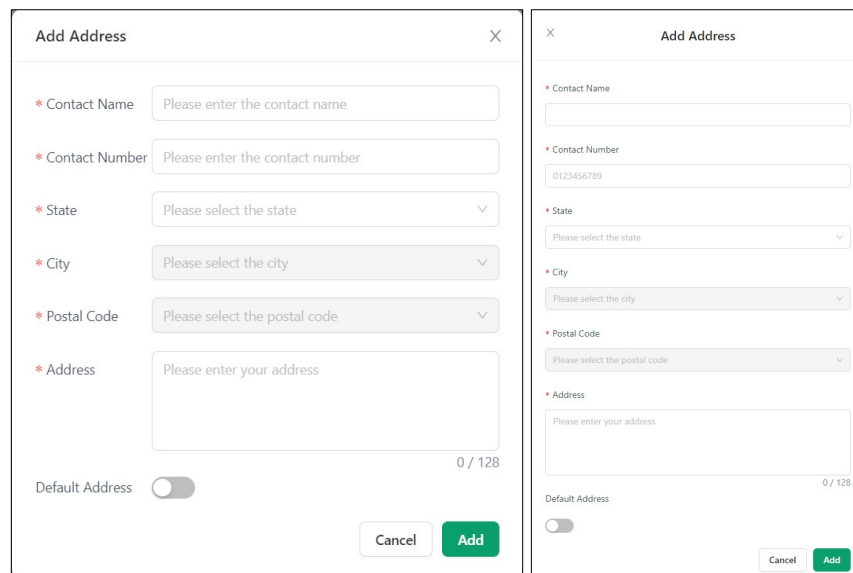 Add Address
* Contact Name
Please enter the contact name
* Contact Number
Please enter the contact number
* State
Please select the state
* City
Please select the city
* Postal Code
Please select the postal code
* Address
Please enter your address
0 / 128
Default Address
Cancel
Add
Add Address
* Contact Name
* Contact Number
0123456789
* State
Please select the state
* City
Please select the city
* Postal Code
Please select the postal code
* Address
Please enter your address
0 / 128
Default Address
Cancel
Add